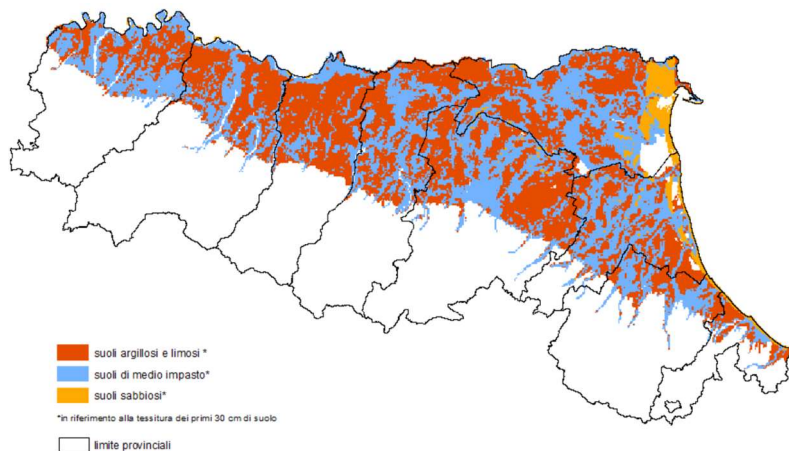 suoli argillosi e limosi *
suoli di medio impasto*
suoli sabbiosi*
*in riferimento alla tessitura dei primi 30 cm di suolo
limite provinciali